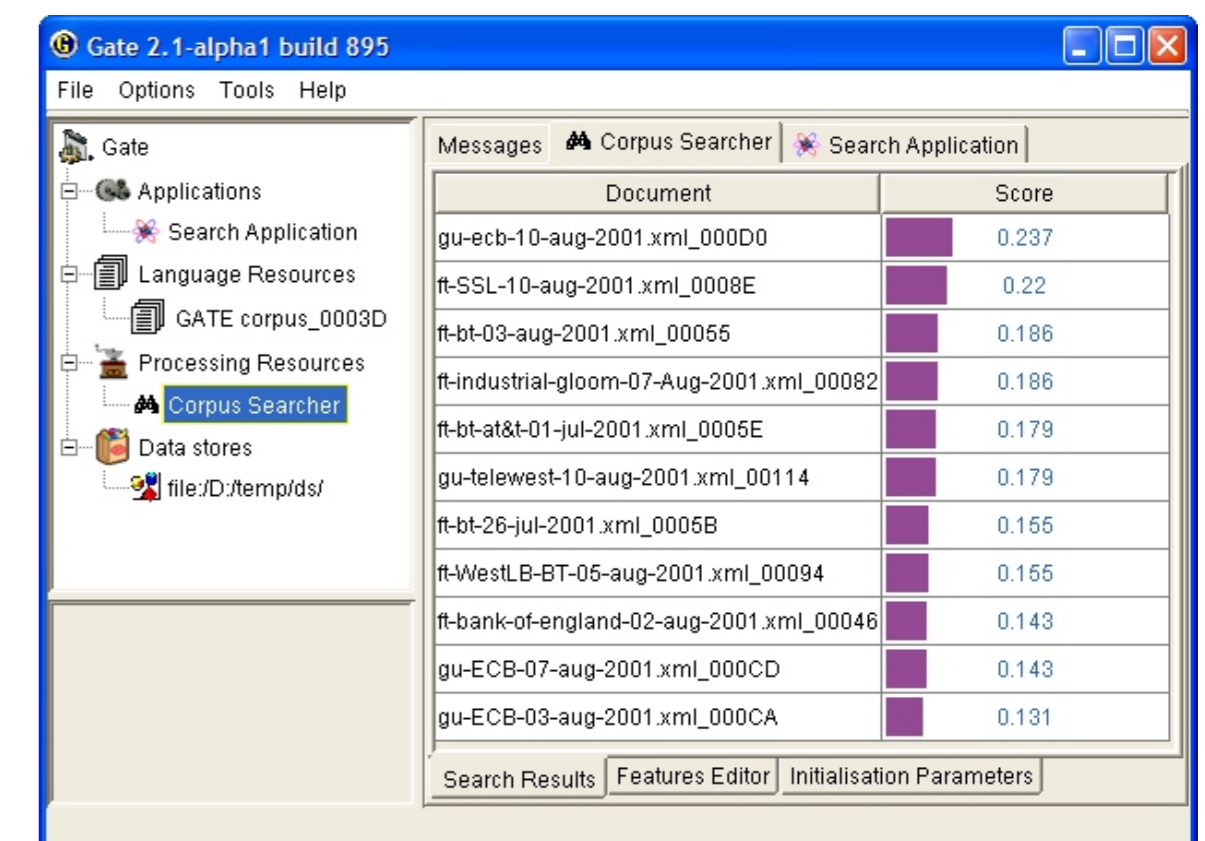 Gate 2.1-alpha1 build 895
File Options Tools Help
Gate
Applications
Search Application
Language Resources
GATE corpus_0003D
Processing Resources
Corpus Searcher
Data stores
file:/D:/temp/ds/
Messages Corpus Searcher Search Application
Document Score
gu-ecb-10-aug-2001.xml_000D0 0.237
ft-SSL-10-aug-2001.xml_0008E 0.22
ft-bt-03-aug-2001.xml_00055 0.186
ft-industrial-gloom-07-Aug-2001.xml_00082 0.186
ft-bt-at&t-01-jul-2001.xml_0005E 0.179
gu-telewest-10-aug-2001.xml_00114 0.179
ft-bt-26-jul-2001.xml_0005B 0.155
ft-WestLB-BT-05-aug-2001.xml_00094 0.155
ft-bank-of-england-02-aug-2001.xml_00046 0.143
gu-ECB-07-aug-2001.xml_000CD 0.143
gu-ECB-03-aug-2001.xml_000CA 0.131
Search Results Features Editor Initialisation Parameters